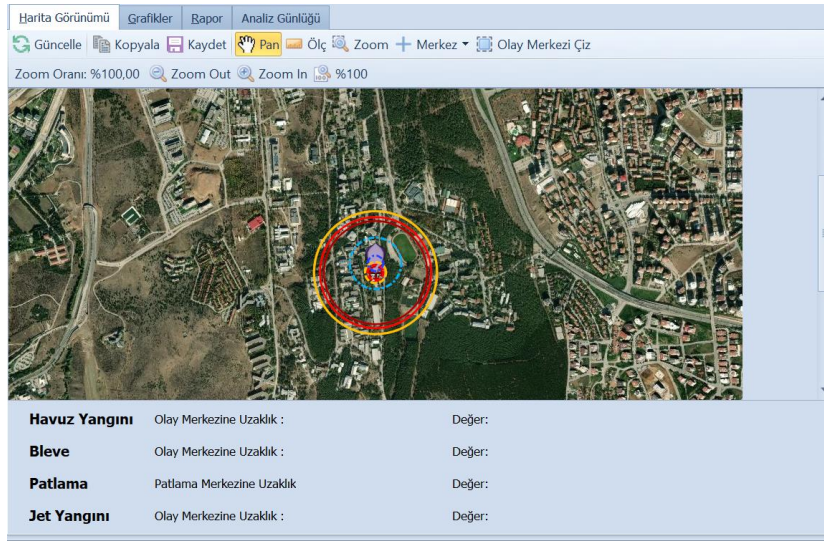 Harita Görünümü Grafikler Rapor Analiz Günlüğü
Güncelle Kopyala Kaydet Pan Ölç Zoom Merkez Olay Merkezi Çiz
Zoom Oranı: %100,00 Zoom Out Zoom In %100
Havuz Yangını Olay Merkezine Uzaklık : Değer:
Bleve Olay Merkezine Uzaklık : Değer:
Patlama Patlama Merkezine Uzaklık Değer:
Jet Yangını Olay Merkezine Uzaklık : Değer: